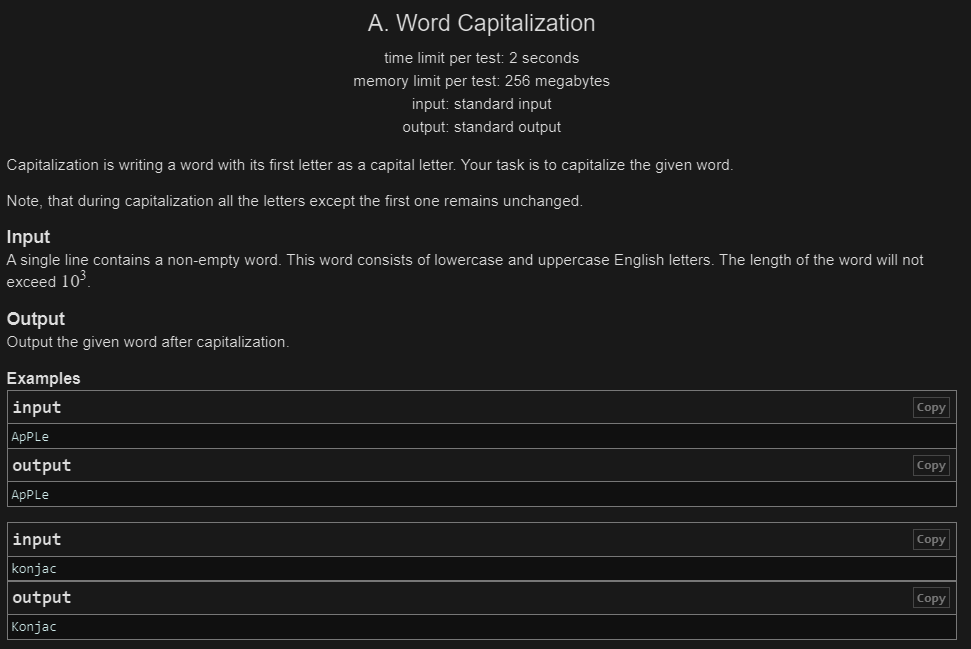 A. Word Capitalization
time limit per test: 2 seconds
memory limit per test: 256 megabytes
input: standard input
output: standard output
Capitalization is writing a word with its first letter as a capital letter. Your task is to capitalize the given word.
Note, that during capitalization all the letters except the first one remains unchanged.
Input
A single line contains a non-empty word. This word consists of lowercase and uppercase English letters. The length of the word will not
exceed 10³.
Output
Output the given word after capitalization.
Examples
input Copy
ApPLe
output Copy
ApPLe
input Copy
konjac
output Copy
Konjac